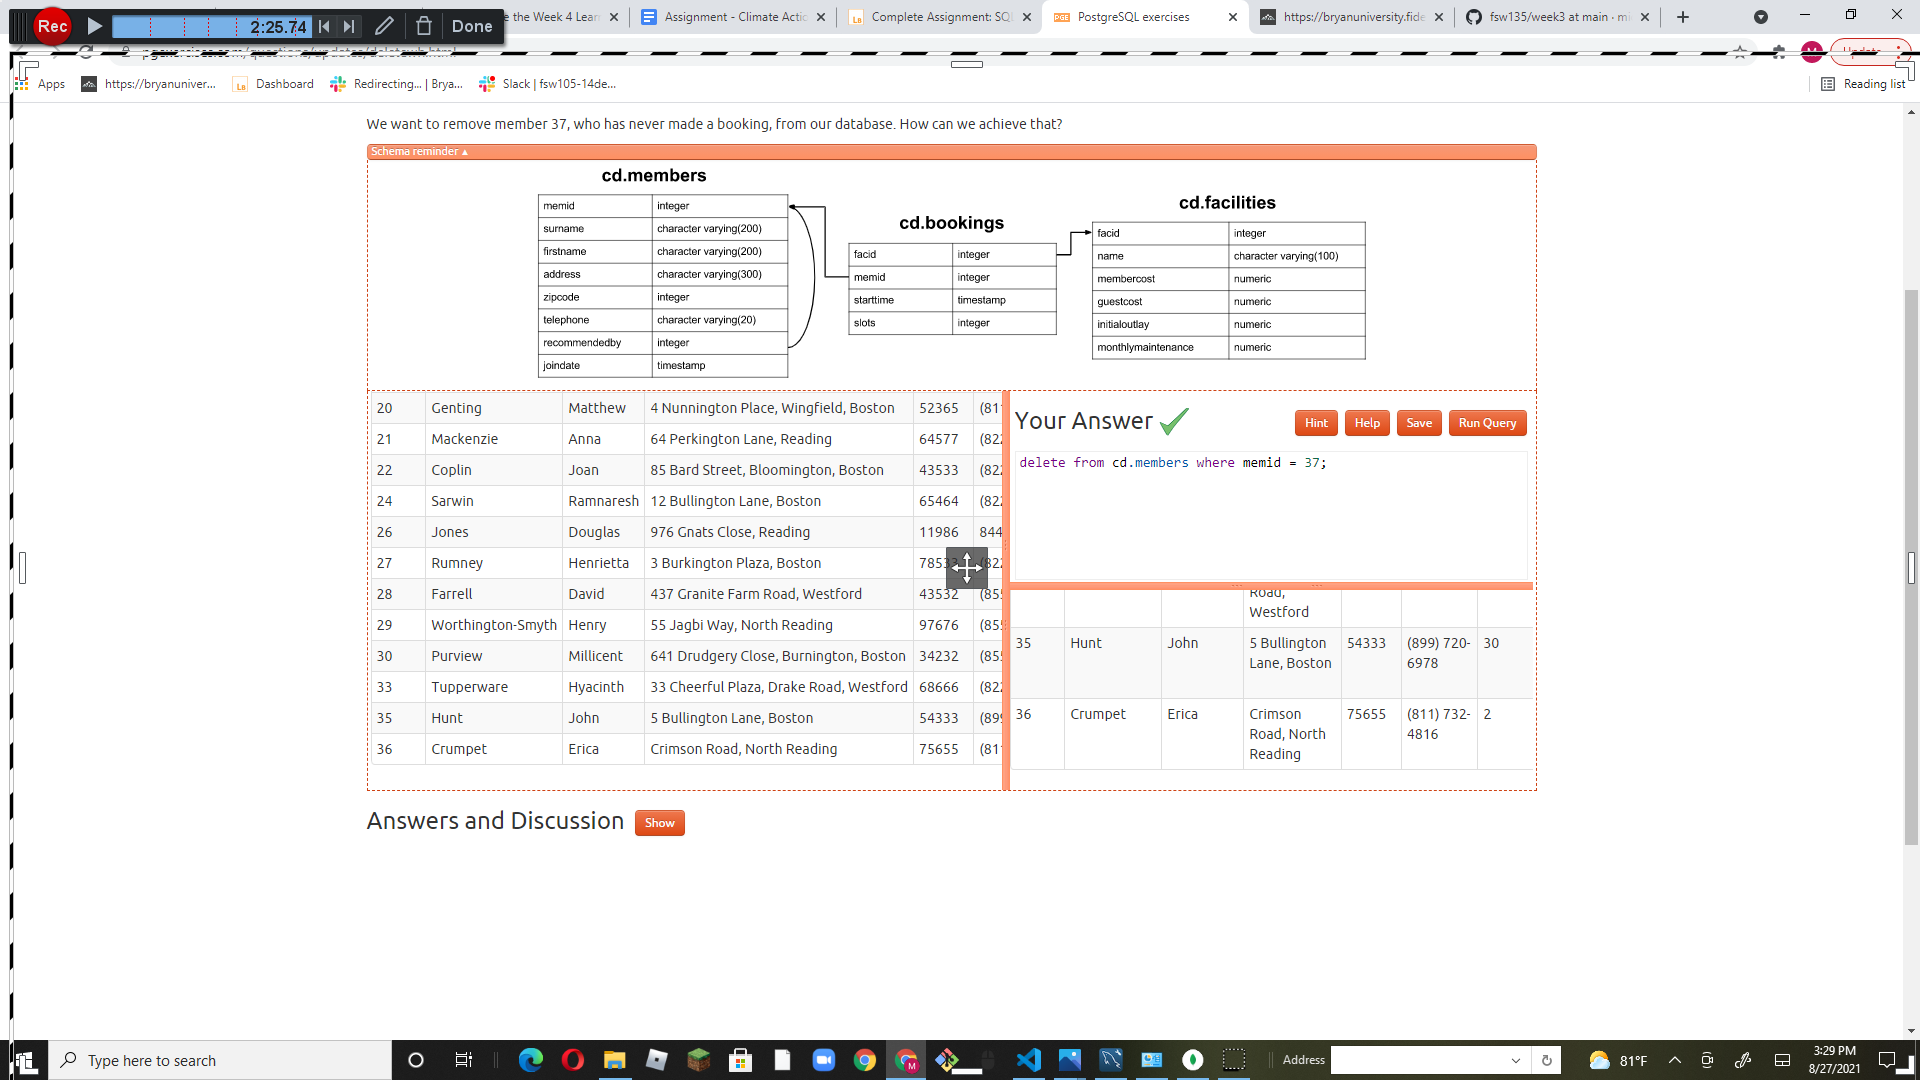 Rec
2:25.74
Done
e the Week 4 Lear
Assignment - Climate Actic
Complete Assignment: SQ
PGE
PostgreSQL exercises
https://bryanuniversity.fide
fsw135/week3 at main · m
Apps
https://bryanuniver...
Lo
Dashboard
Redirecting... | Brya...
Slack | fsw105-14de...
Reading list
We want to remove member 37, who has never made a booking, from our database. How can we achieve that?
Schema reminder ▴
cd.members
memid integer
surname character varying(200)
firstname character varying(200)
address character varying(300)
zipcode integer
telephone character varying(20)
recommendedby integer
joindate timestamp
cd.bookings
facid integer
memid integer
starttime timestamp
slots integer
cd.facilities
facid integer
name character varying(100)
membercost numeric
guestcost numeric
initialoutlay numeric
monthlymaintenance numeric
20 Genting Matthew 4 Nunnington Place, Wingfield, Boston 52365 (81
21 Mackenzie Anna 64 Perkington Lane, Reading 64577 (822
22 Coplin Joan 85 Bard Street, Bloomington, Boston 43533 (822
24 Sarwin Ramnaresh 12 Bullington Lane, Boston 65464 (822
26 Jones Douglas 976 Gnats Close, Reading 11986 844
27 Rumney Henrietta 3 Burkington Plaza, Boston
28 Farrell David 437 Granite Farm Road, Westford 43532 (855
29 Worthington-Smyth Henry 55 Jagbi Way, North Reading 97676 (855
30 Purview Millicent 641 Drudgery Close, Burnington, Boston 34232 (855
33 Tupperware Hyacinth 33 Cheerful Plaza, Drake Road, Westford 68666 (822
35 Hunt John 5 Bullington Lane, Boston 54333 (899
36 Crumpet Erica Crimson Road, North Reading 75655 (811
Your Answer
Hint
Help
Save
Run Query
delete from cd.members where memid = 37;
Road,
Westford
35 Hunt John 5 Bullington 54333 (899) 720- 30
Lane, Boston 6978
36 Crumpet Erica Crimson 75655 (811) 732- 2
Road, North 4816
Reading
Answers and Discussion
Show
Type here to search
Address
81°F
3:29 PM
8/27/2021